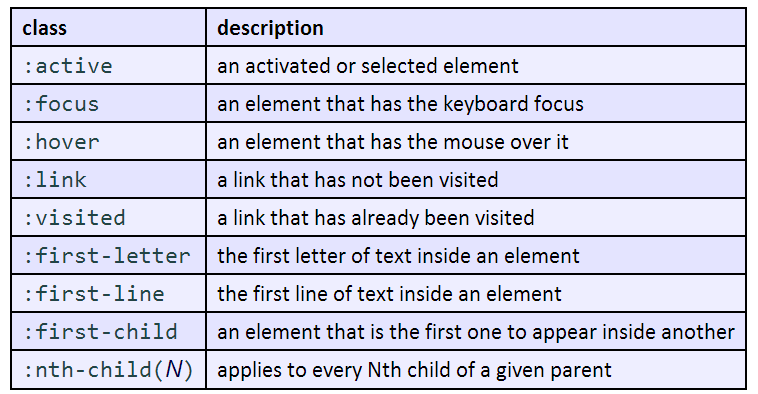 class description
:active an activated or selected element
:focus an element that has the keyboard focus
:hover an element that has the mouse over it
:link a link that has not been visited
:visited a link that has already been visited
:first-letter the first letter of text inside an element
:first-line the first line of text inside an element
:first-child an element that is the first one to appear inside another
:nth-child(N) applies to every Nth child of a given parent